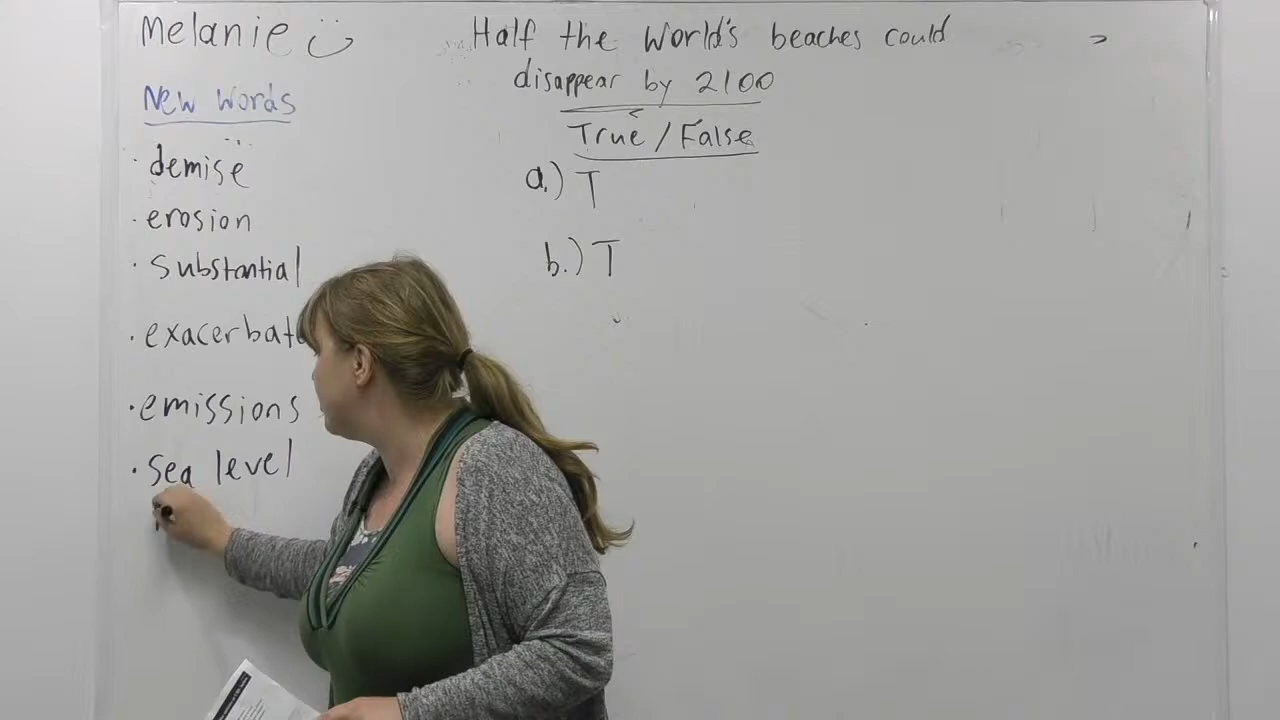 Melanie
New Words
· demise
· erosion
· substantial
· exacerbate
· emissions
· sea level
Half the World's beaches could
disappear by 2100
True / False
a.) T
b.) T